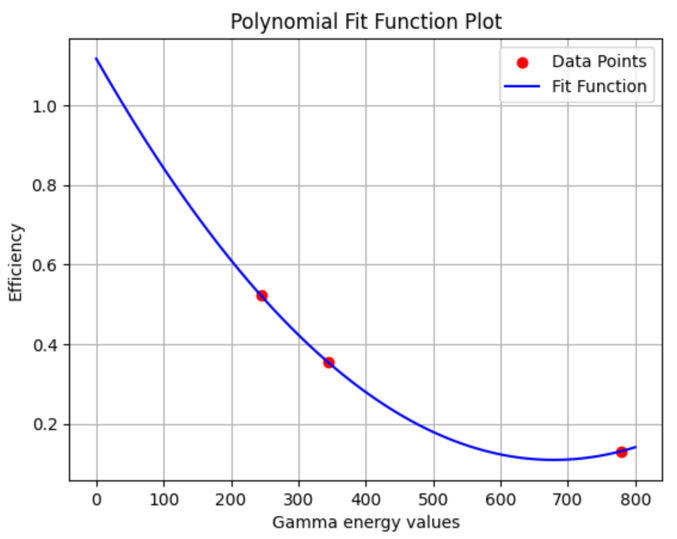 Polynomial Fit Function Plot
Data Points
Fit Function
1.0
0.8
0.6
0.4
0.2
Efficiency
0 100 200 300 400 500 600 700 800
Gamma energy values